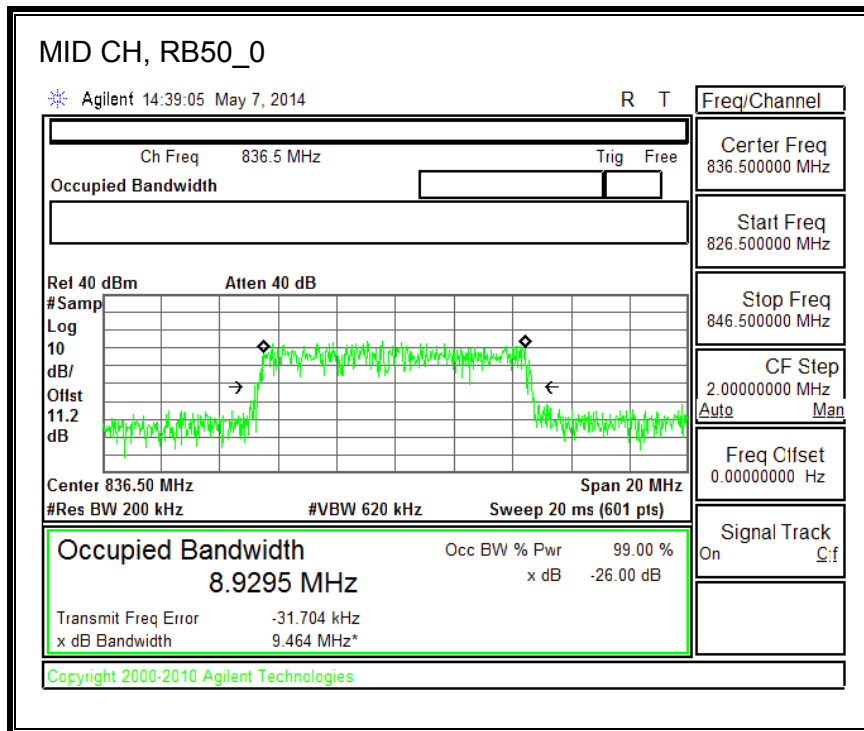 MID CH, RB50_0
Agilent 14:39:05 May 7, 2014 R T
Freq/Channel
Ch Freq 836.5 MHz Trig Free
Occupied Bandwidth
Center Freq
836.500000 MHz
Start Freq
826.500000 MHz
Ref 40 dBm Atten 40 dB
#Samp
Log
10
dB/
Offst
11.2
dB
Stop Freq
846.500000 MHz
CF Step
2.00000000 MHz
Auto Man
Freq Offset
0.00000000 Hz
Center 836.50 MHz Span 20 MHz
#Res BW 200 kHz #VBW 620 kHz Sweep 20 ms (601 pts)
Signal Track
On Off
Occupied Bandwidth
8.9295 MHz
Occ BW % Pwr 99.00 %
x dB -26.00 dB
Transmit Freq Error -31.704 kHz
x dB Bandwidth 9.464 MHz*
Copyright 2000-2010 Agilent Technologies